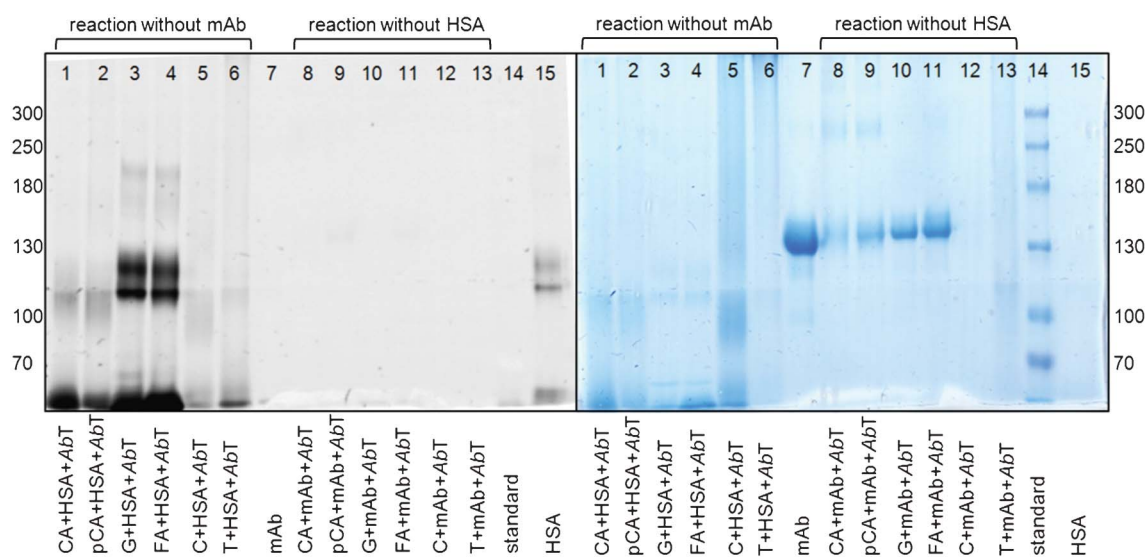 reaction without mAb reaction without HSA reaction without mAb reaction without HSA
1 2 3 4 5 6 7 8 9 10 11 12 13 14 15 1 2 3 4 5 6 7 8 9 10 11 12 13 14 15
300 300
250 250
180 180
130 130
100 100
70 70
CA+HSA+AbT
pCA+HSA+AbT
G+HSA+AbT
FA+HSA+AbT
C+HSA+AbT
T+HSA+AbT
mAb
CA+mAb+AbT
pCA+mAb+AbT
G+mAb+AbT
FA+mAb+AbT
C+mAb+AbT
T+mAb+AbT
standard
HSA
CA+HSA+AbT
pCA+HSA+AbT
G+HSA+AbT
FA+HSA+AbT
C+HSA+AbT
T+HSA+AbT
mAb
CA+mAb+AbT
pCA+mAb+AbT
G+mAb+AbT
FA+mAb+AbT
C+mAb+AbT
T+mAb+AbT
standard
HSA